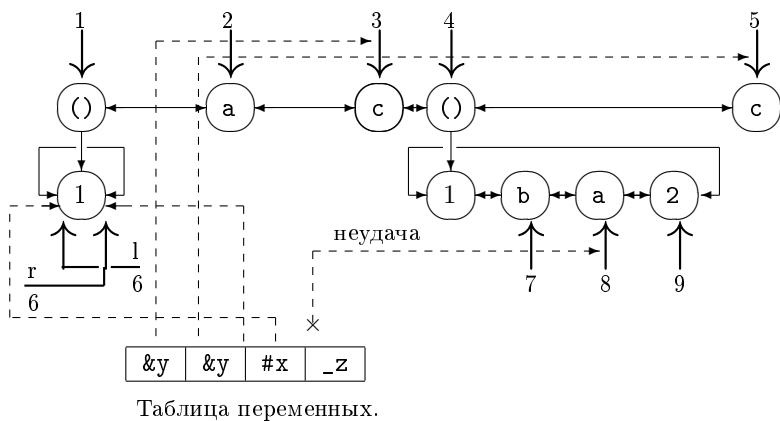 1 2 3 4 5
() a c () c
1 1 b a 2
неудача
r l
6 6 7 8 9
&y &y #x _z
Таблица переменных.